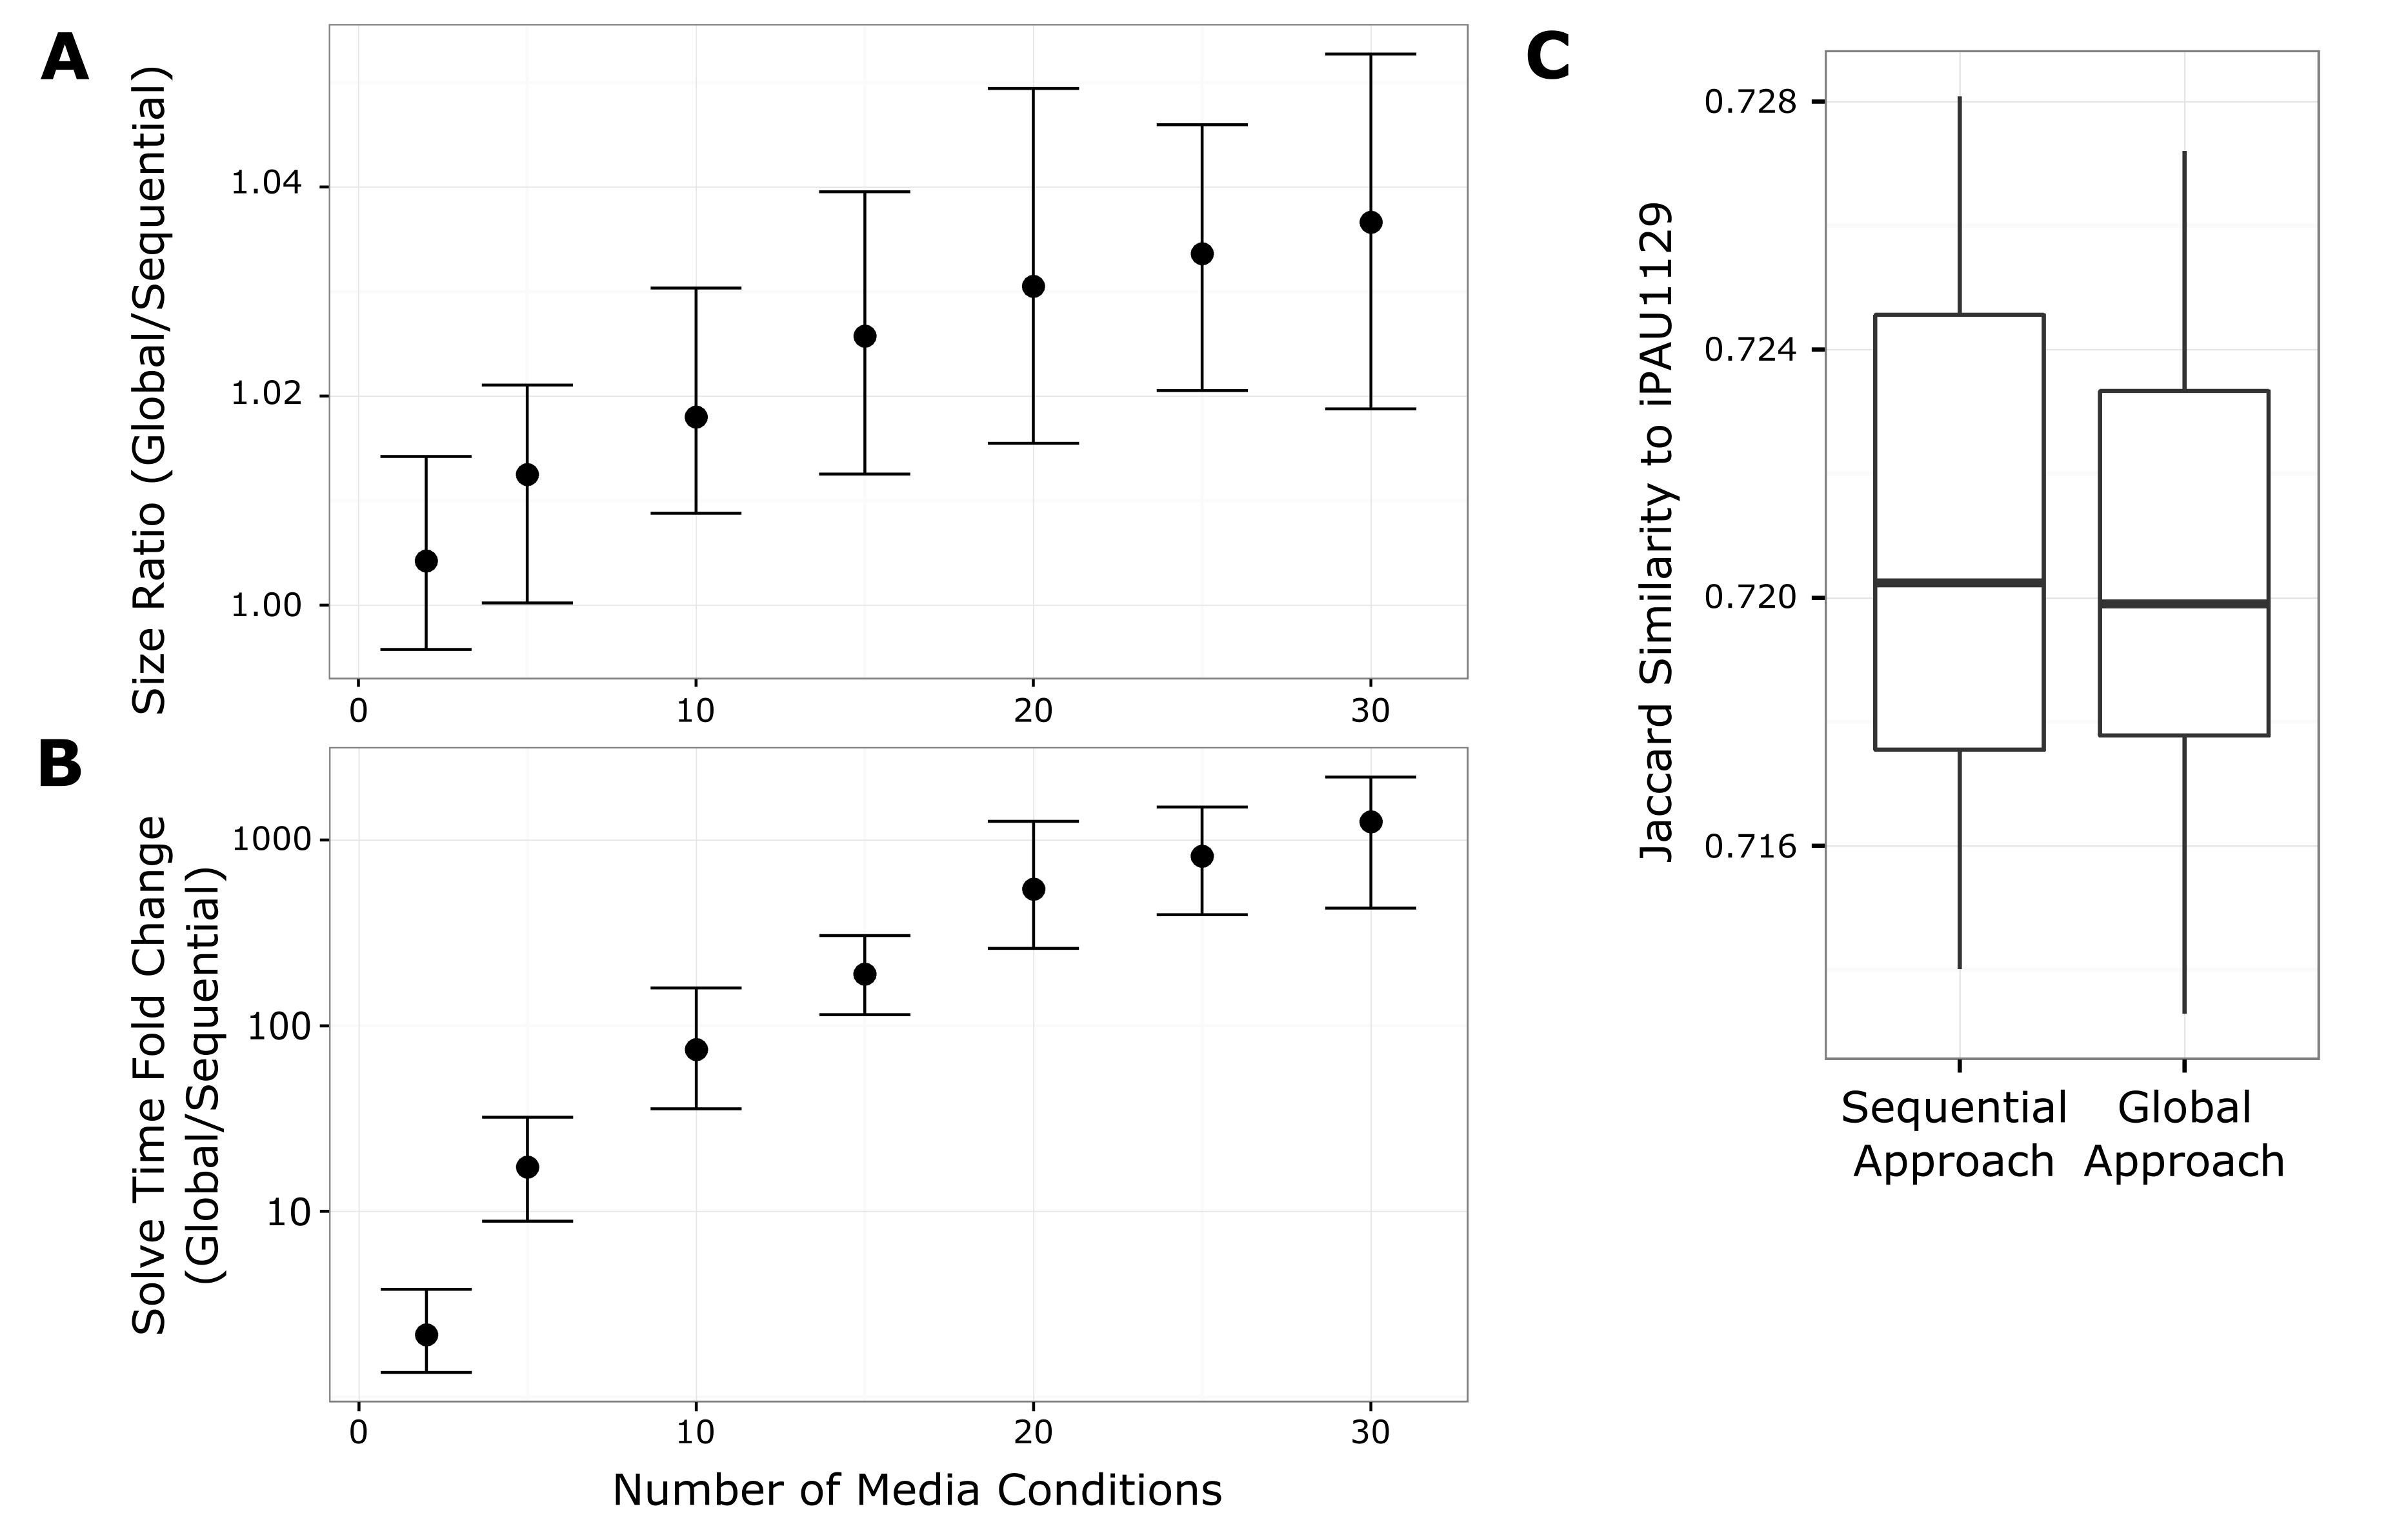 A
Size Ratio (Global/Sequential)
1.04
1.02
1.00
0 10 20 30
B
Solve Time Fold Change
(Global/Sequential)
1000
100
10
0 10 20 30
Number of Media Conditions
C
Jaccard Similarity to iPAU1129
0.728
0.724
0.720
0.716
Sequential
Approach
Global
Approach